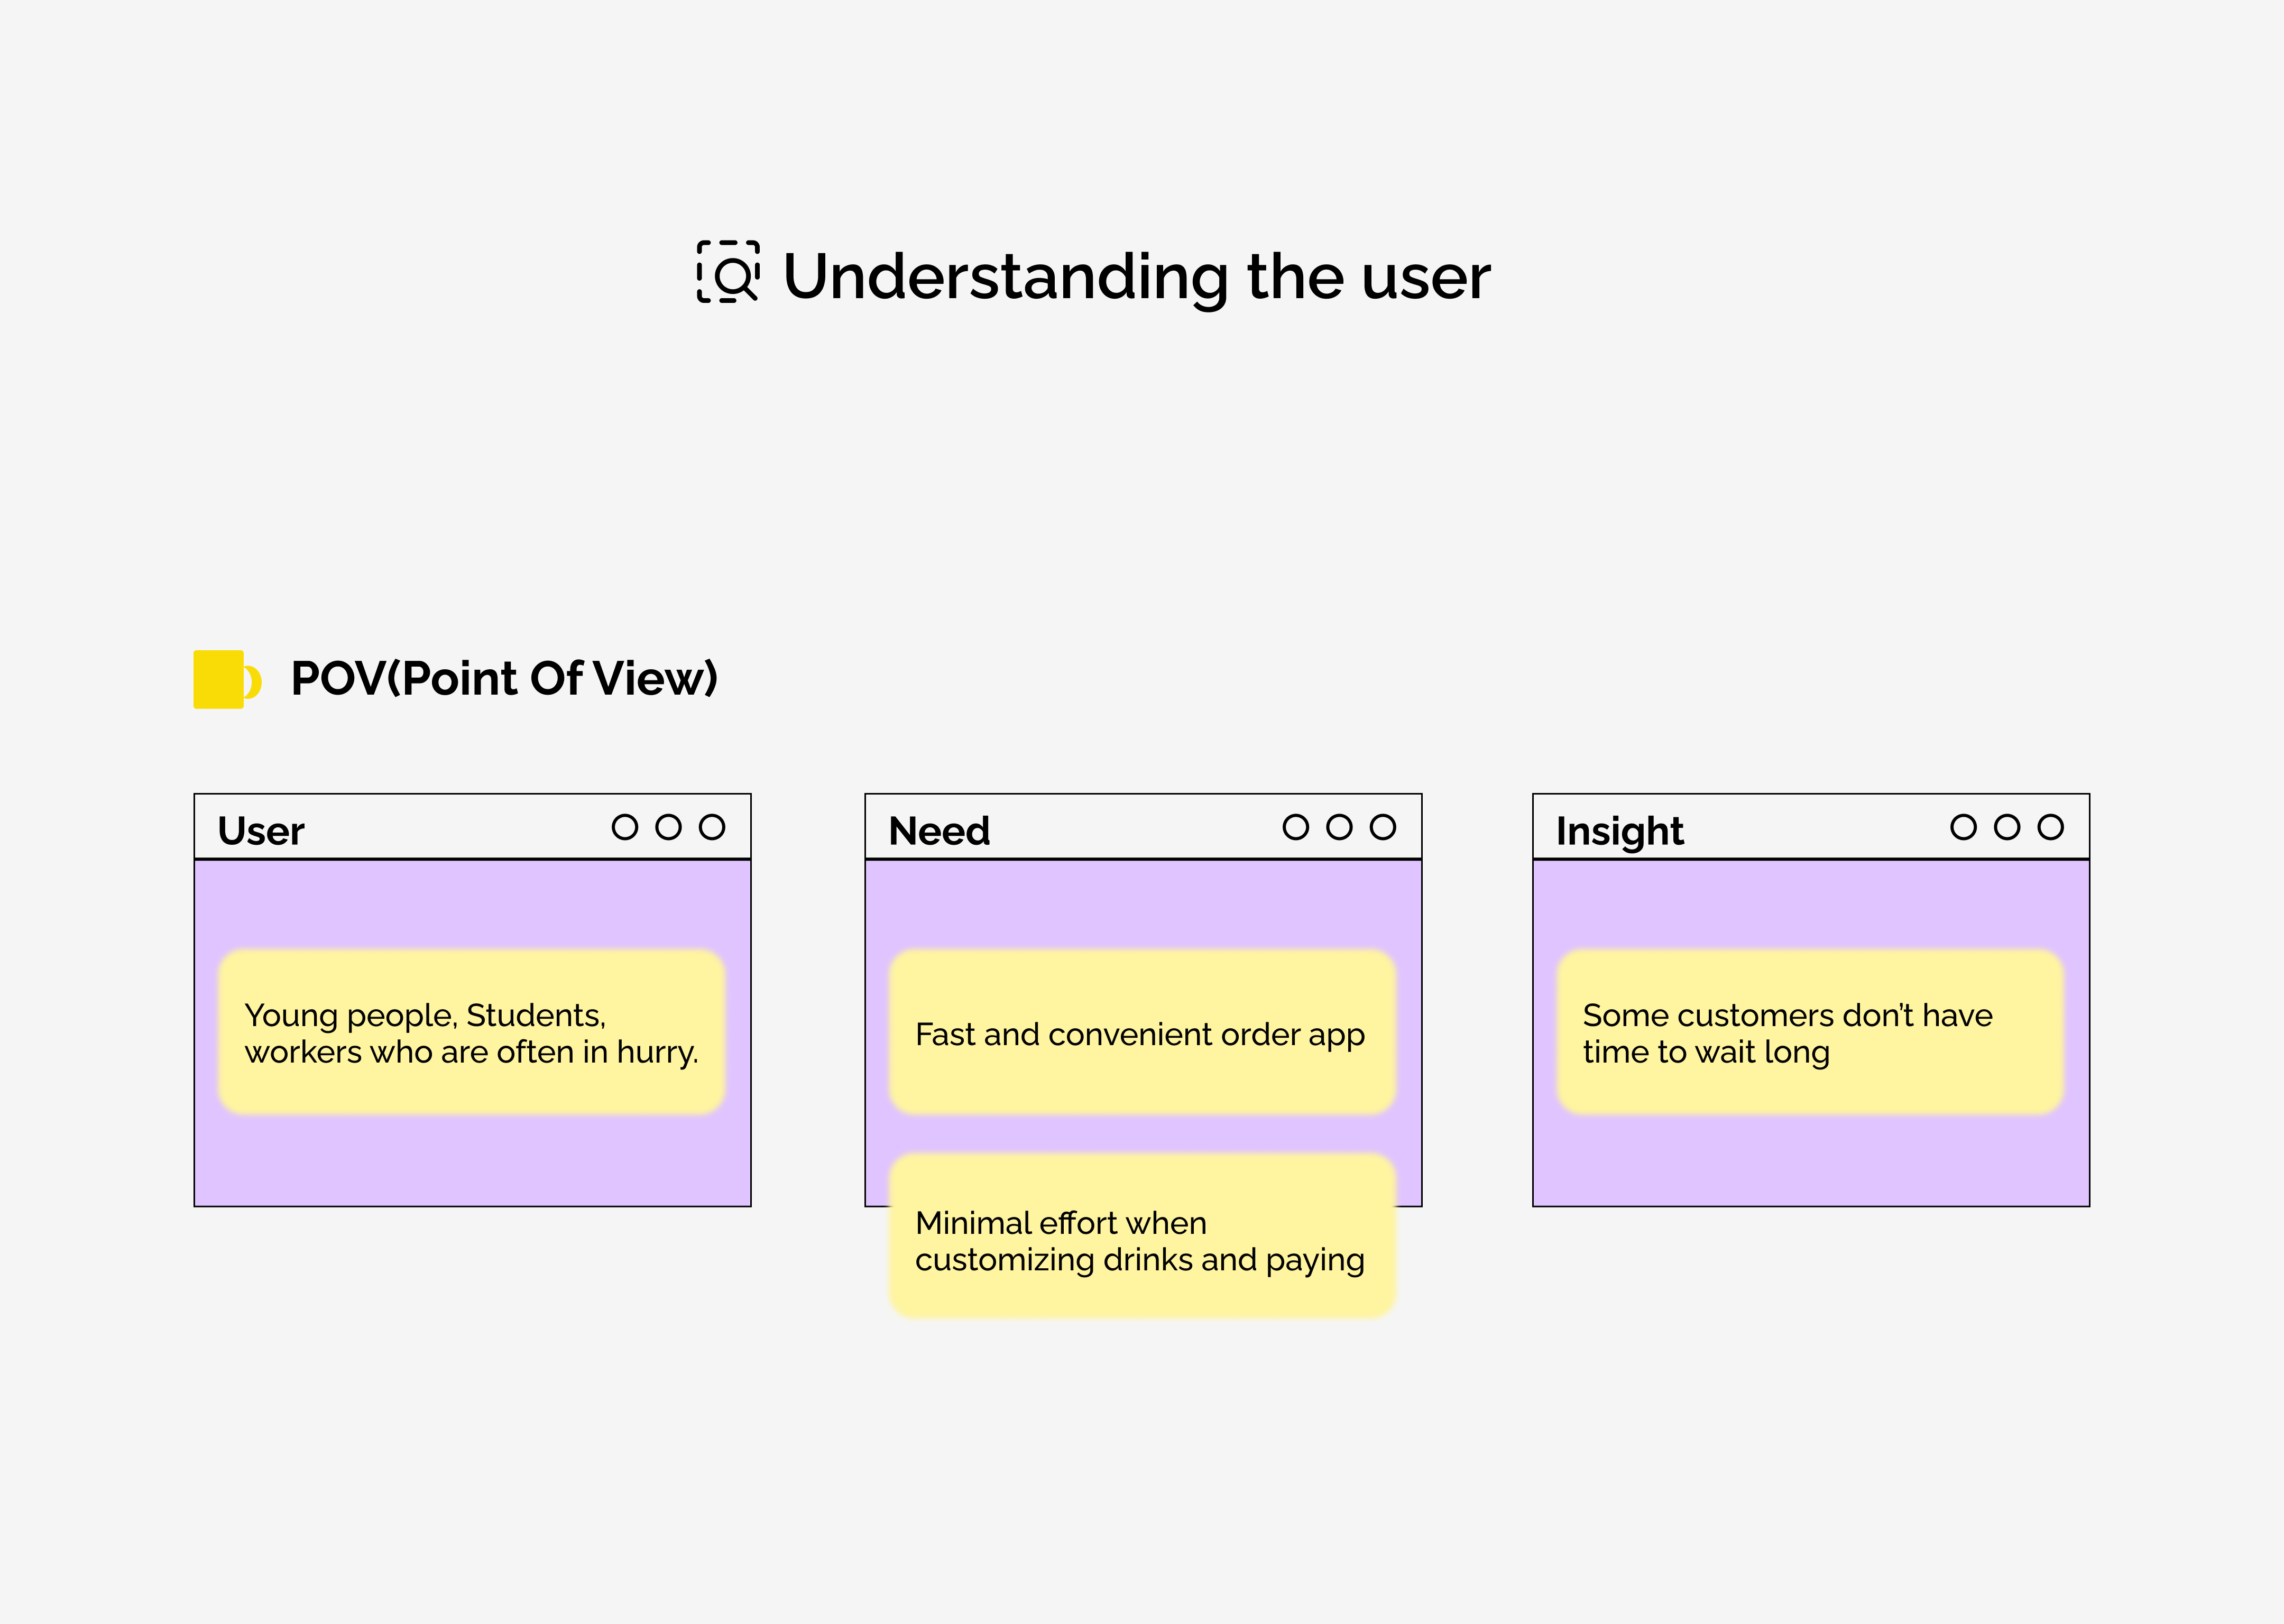 Understanding the user
POV(Point Of View)
User
Young people, Students,
workers who are often in hurry.
Need
Fast and convenient order app
Minimal effort when
customizing drinks and paying
Insight
Some customers don’t have
time to wait long